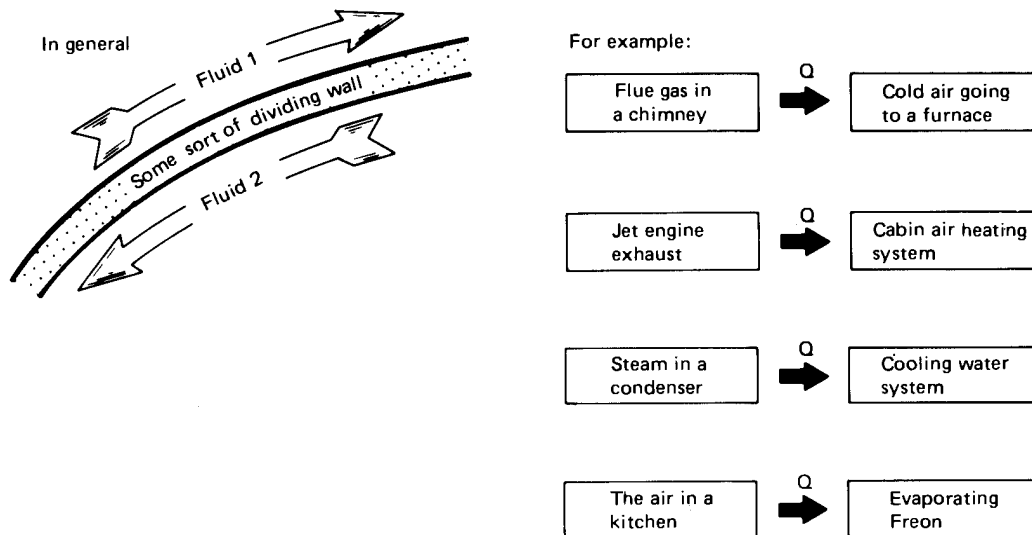 In general
Fluid 1
Some sort of dividing wall
Fluid 2
For example:
Flue gas in
a chimney
Q
Cold air going
to a furnace
Jet engine
exhaust
Q
Cabin air heating
system
Steam in a
condenser
Q
Cooling water
system
The air in a
kitchen
Q
Evaporating
Freon